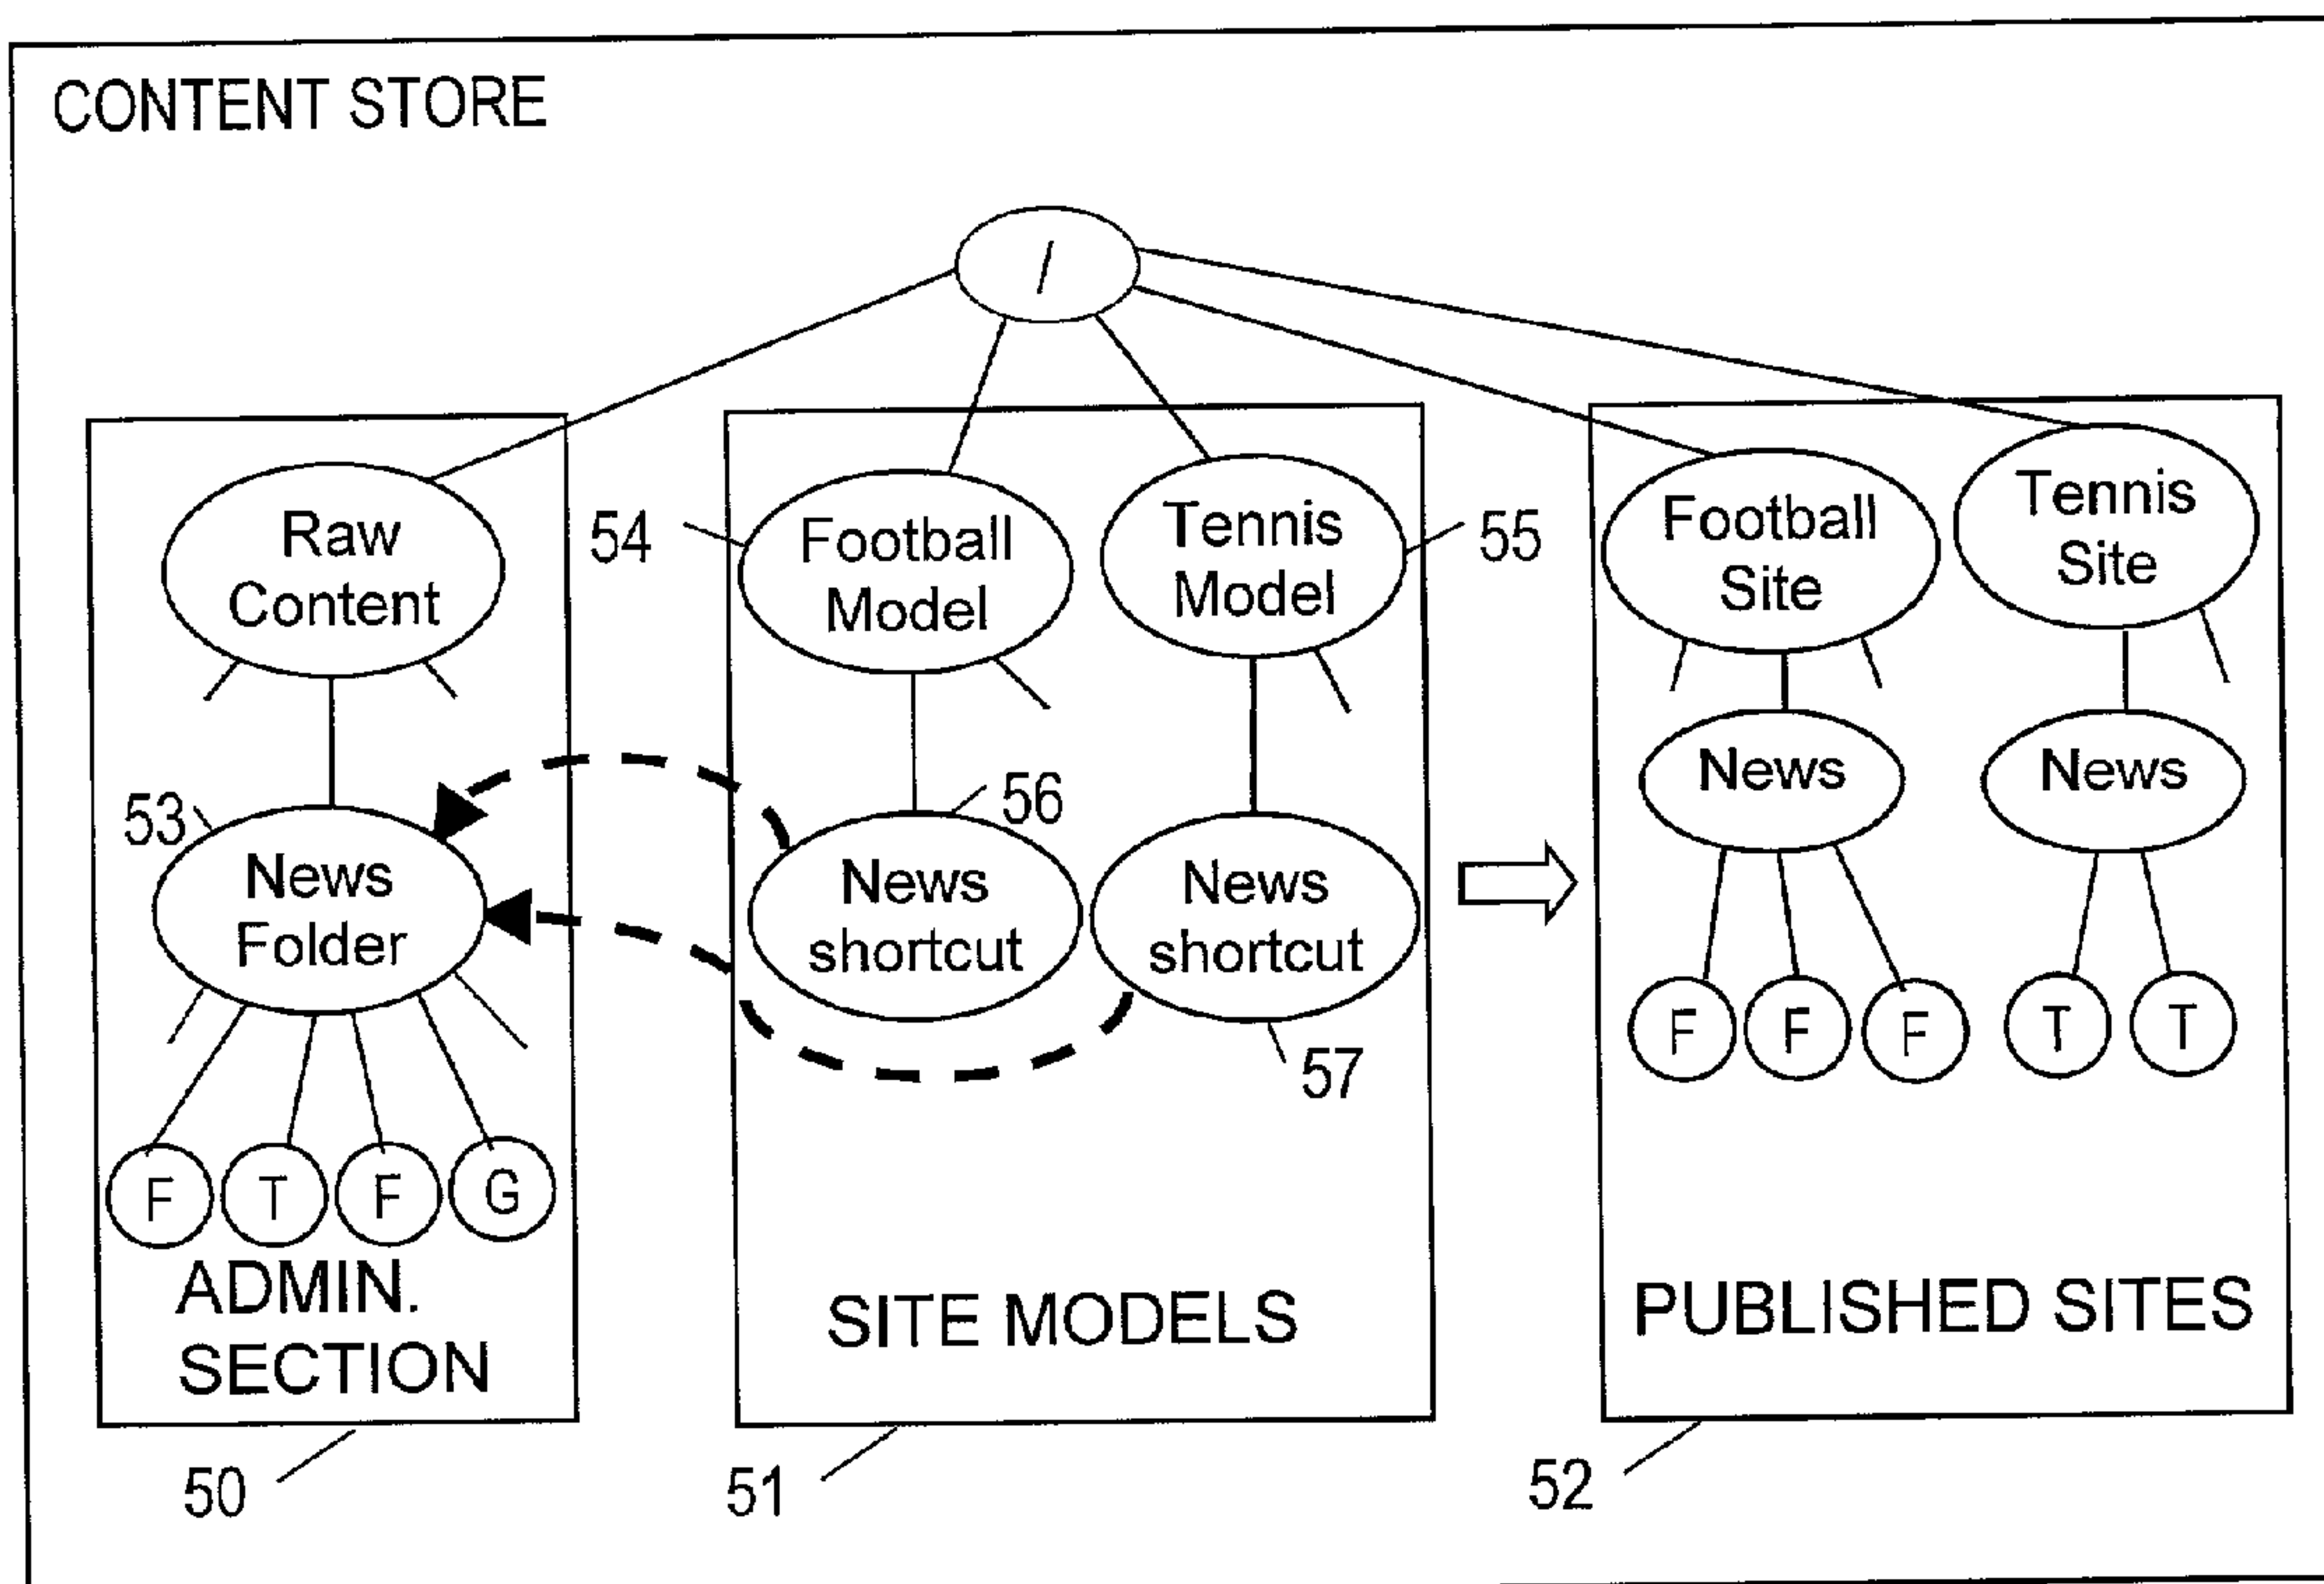 CONTENT STORE
/
Raw
Content
54
Football
Model
Tennis
Model
55
Football
Site
Tennis
Site
53
News
Folder
56
News
shortcut
News
shortcut
57
News
News
F
F
F
T
T
F
T
F
G
ADMIN.
SECTION
SITE MODELS
PUBLISHED SITES
50
51
52